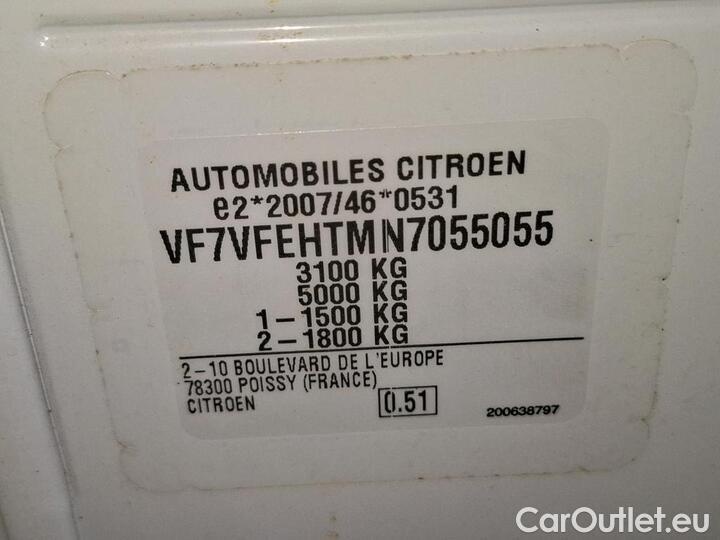 AUTOMOBILES CITROEN
e2*2007/46*0531
VF7VFEHTMN7055055
3100 KG
5000 KG
1-1500 KG
2-1800 KG
2-10 BOULEVARD DE L'EUROPE
78300 POISSY (FRANCE)
CITROEN 0.51 200638797
CarOutlet.eu